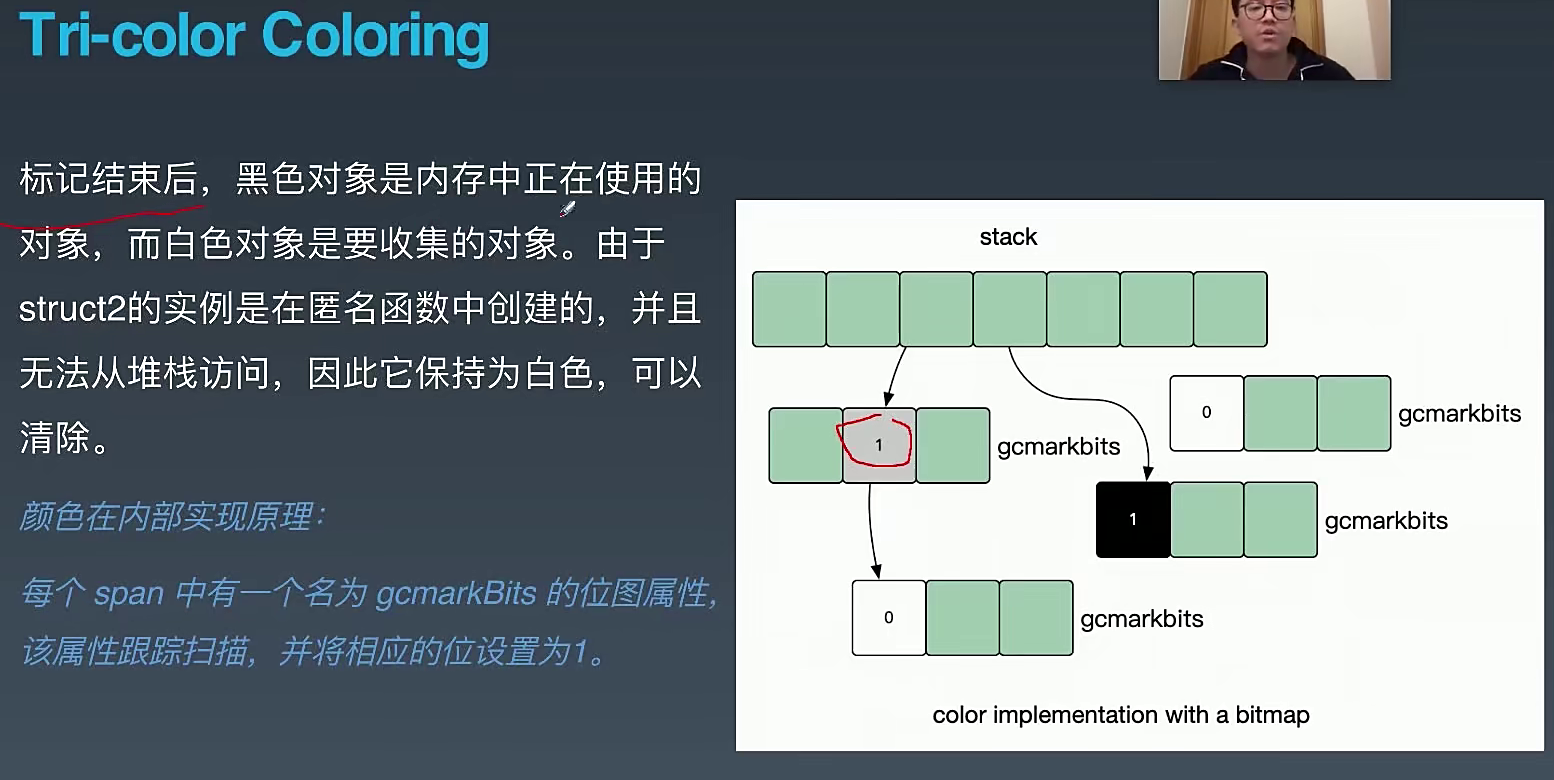 Tri-color Coloring
标记结束后，黑色对象是内存中正在使用的
对象，而白色对象是要收集的对象。由于
struct2的实例是在匿名函数中创建的，并且
无法从堆栈访问，因此它保持为白色，可以
清除。
颜色在内部实现原理：
每个 span 中有一个名为 gcmarkBits 的位图属性，
该属性跟踪扫描，并将相应的位设置为1。
stack
0
gcmarkbits
1
gcmarkbits
1
gcmarkbits
0
gcmarkbits
color implementation with a bitmap